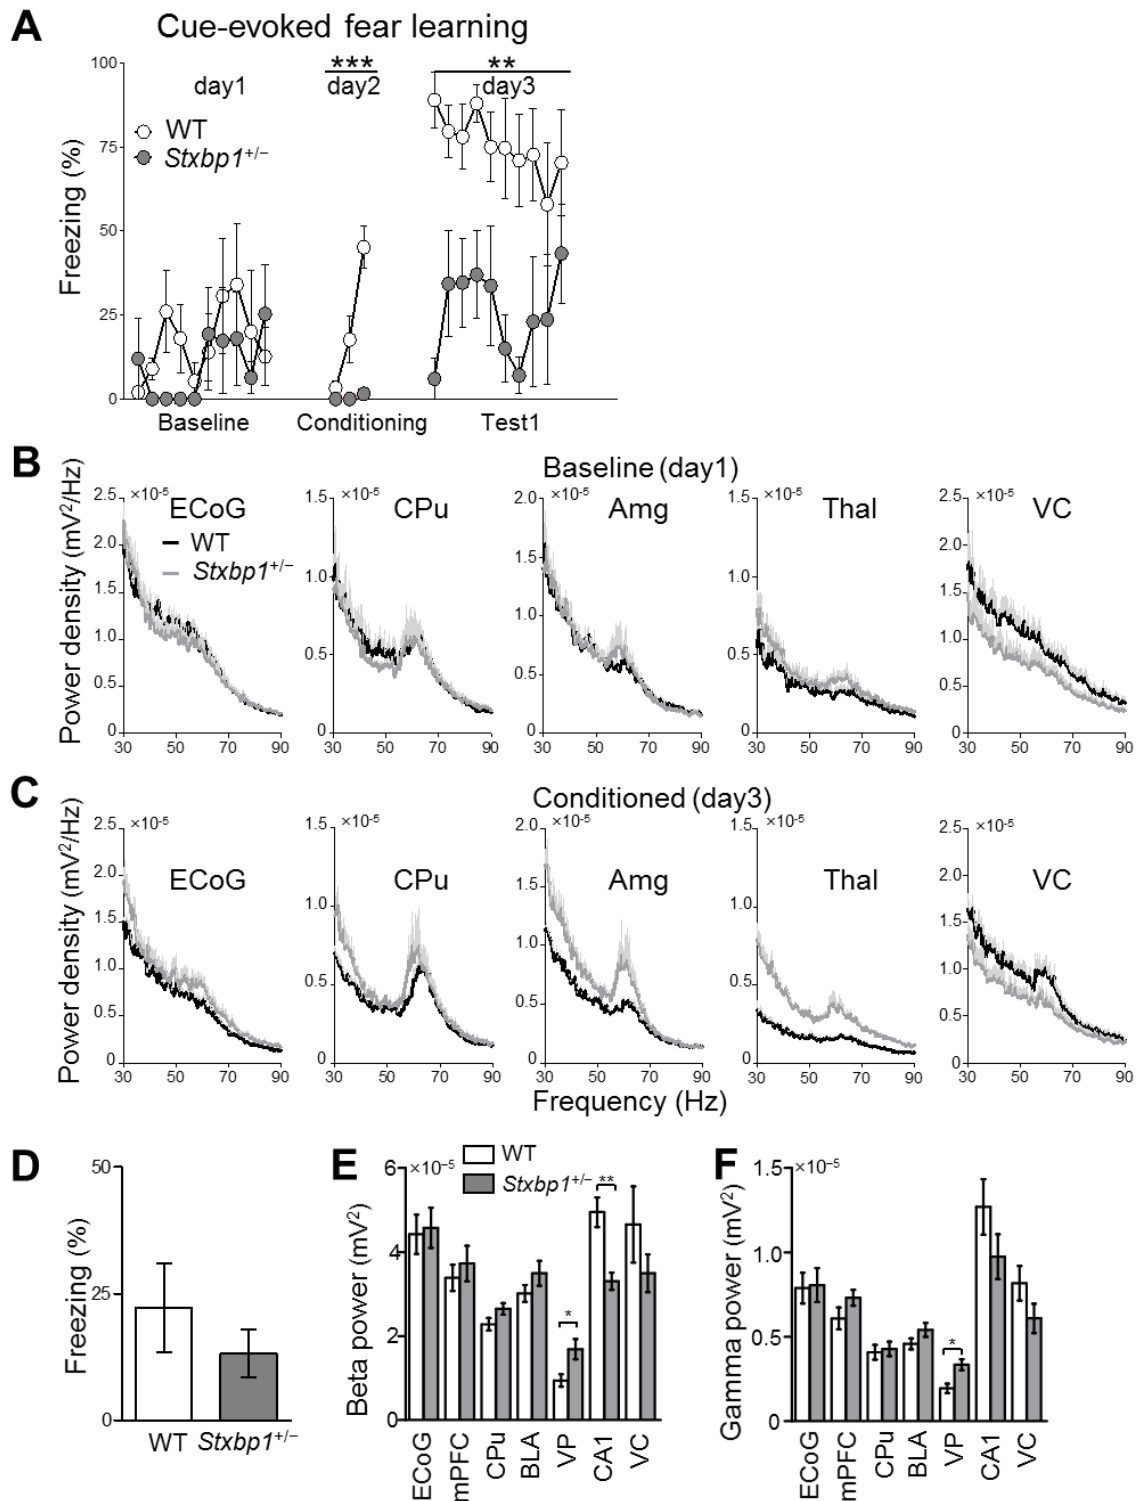 A
Cue-evoked fear learning
***
**
day1
day2
day3
WT
Stxbp1+/–
Freezing (%)
100
75
50
25
0
Baseline
Conditioning
Test1
B
Baseline (day1)
Power density (mV2/Hz)
2.5 ×10-5
ECoG
WT
Stxbp1+/–
2.0
1.5
1.0
0.5
0
30 50 70 90
1.5 ×10-5
CPu
1.0
0.5
0
30 50 70 90
2.0 ×10-5
Amg
1.5
1.0
0.5
0
30 50 70 90
1.5 ×10-5
Thal
1.0
0.5
0
30 50 70 90
2.5 ×10-5
VC
2.0
1.5
1.0
0.5
0
30 50 70 90
C
Conditioned (day3)
Power density (mV2/Hz)
2.5 ×10-5
ECoG
2.0
1.5
1.0
0.5
0
30 50 70 90
1.5 ×10-5
CPu
1.0
0.5
0
30 50 70 90
2.0 ×10-5
Amg
1.5
1.0
0.5
0
30 50 70 90
1.5 ×10-5
Thal
1.0
0.5
0
30 50 70 90
2.5 ×10-5
VC
2.0
1.5
1.0
0.5
0
30 50 70 90
Frequency (Hz)
D
Freezing (%)
50
25
0
WT Stxbp1+/–
E
WT
Stxbp1+/–
Beta power (mV2)
6 ×10–5
4
2
0
*
**
ECoG
mPFC
CPu
BLA
VP
CA1
VC
F
Gamma power (mV2)
1.5 ×10–5
1.0
0.5
0
*
ECoG
mPFC
CPu
BLA
VP
CA1
VC